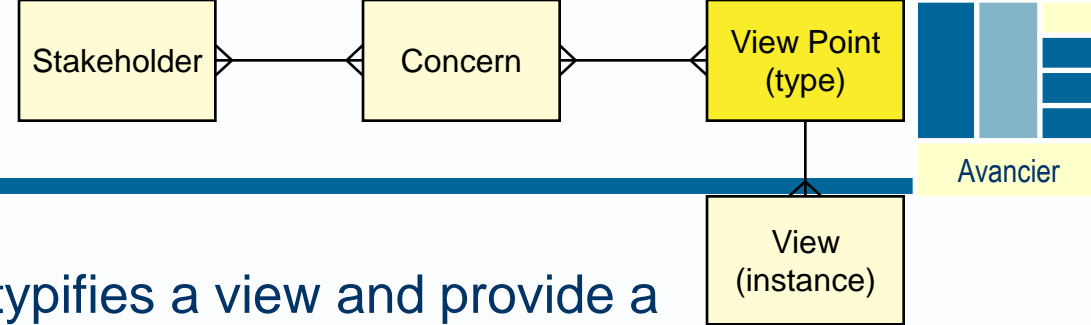 Stakeholder
Concern
View Point
(type)
Avancier
View
(instance)
typifies a view and provide a